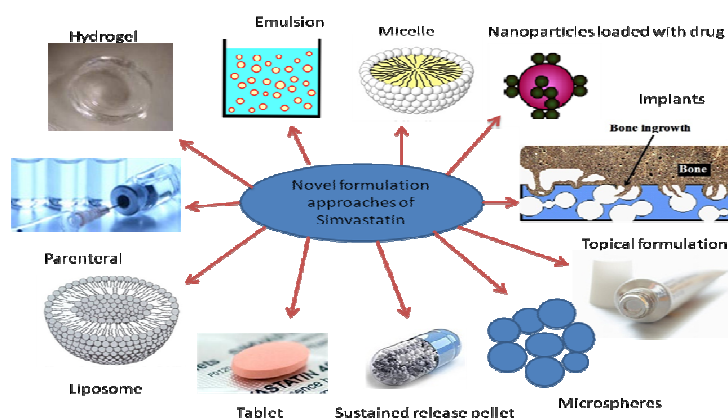 Hydrogel
Emulsion
Micelle
Nanoparticles loaded with drug
Implants
Bone ingrowth
Bone
Novel formulation
approaches of
Simvastatin
Parenteral
Topical formulation
Liposome
Tablet
Sustained release pellet
Microspheres